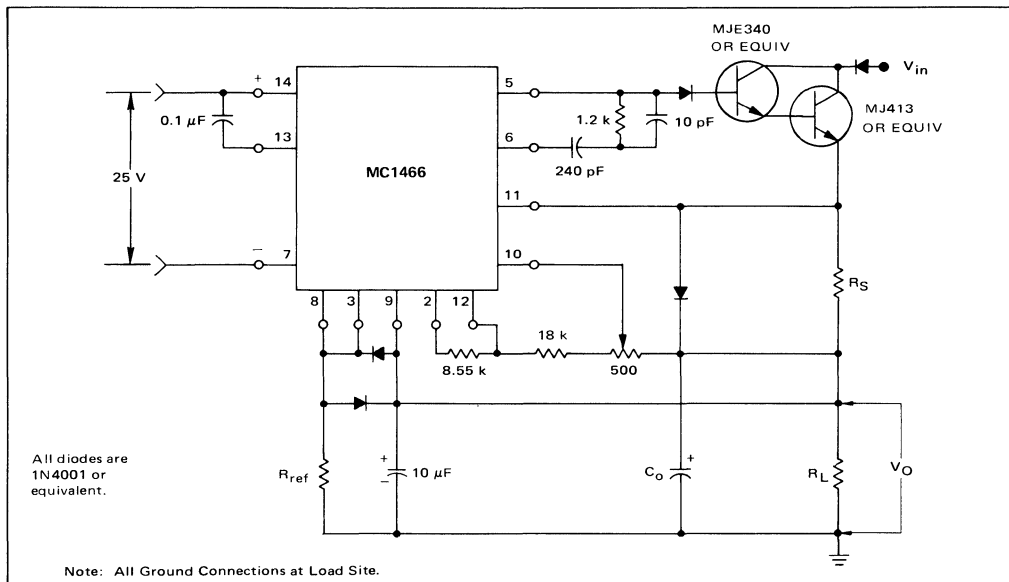 MJE340
OR EQUIV
V_in
MJ413
OR EQUIV
+ 14
0.1 µF
13
25 V
− 7
MC1466
5
1.2 k
10 pF
6
240 pF
11
10
8 3 9 2 12
R_S
18 k
8.55 k
500
All diodes are
1N4001 or
equivalent.
R_ref
+
−
10 µF
C_o
+
R_L
V_O
Note: All Ground Connections at Load Site.